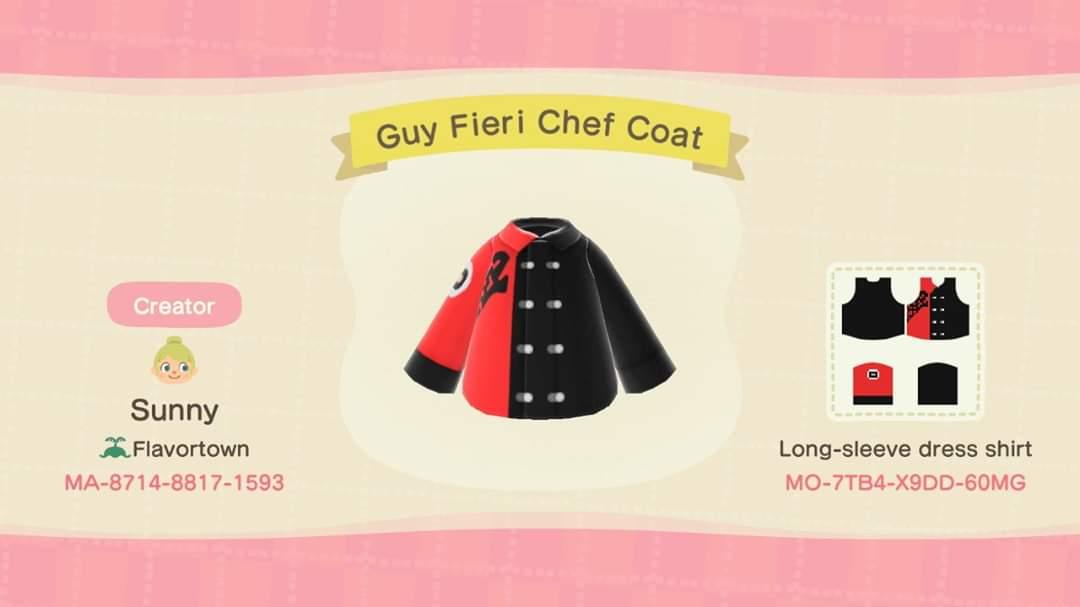 Guy Fieri Chef Coat
Creator
Sunny
Flavortown
MA-8714-8817-1593
Long-sleeve dress shirt
MO-7TB4-X9DD-60MG